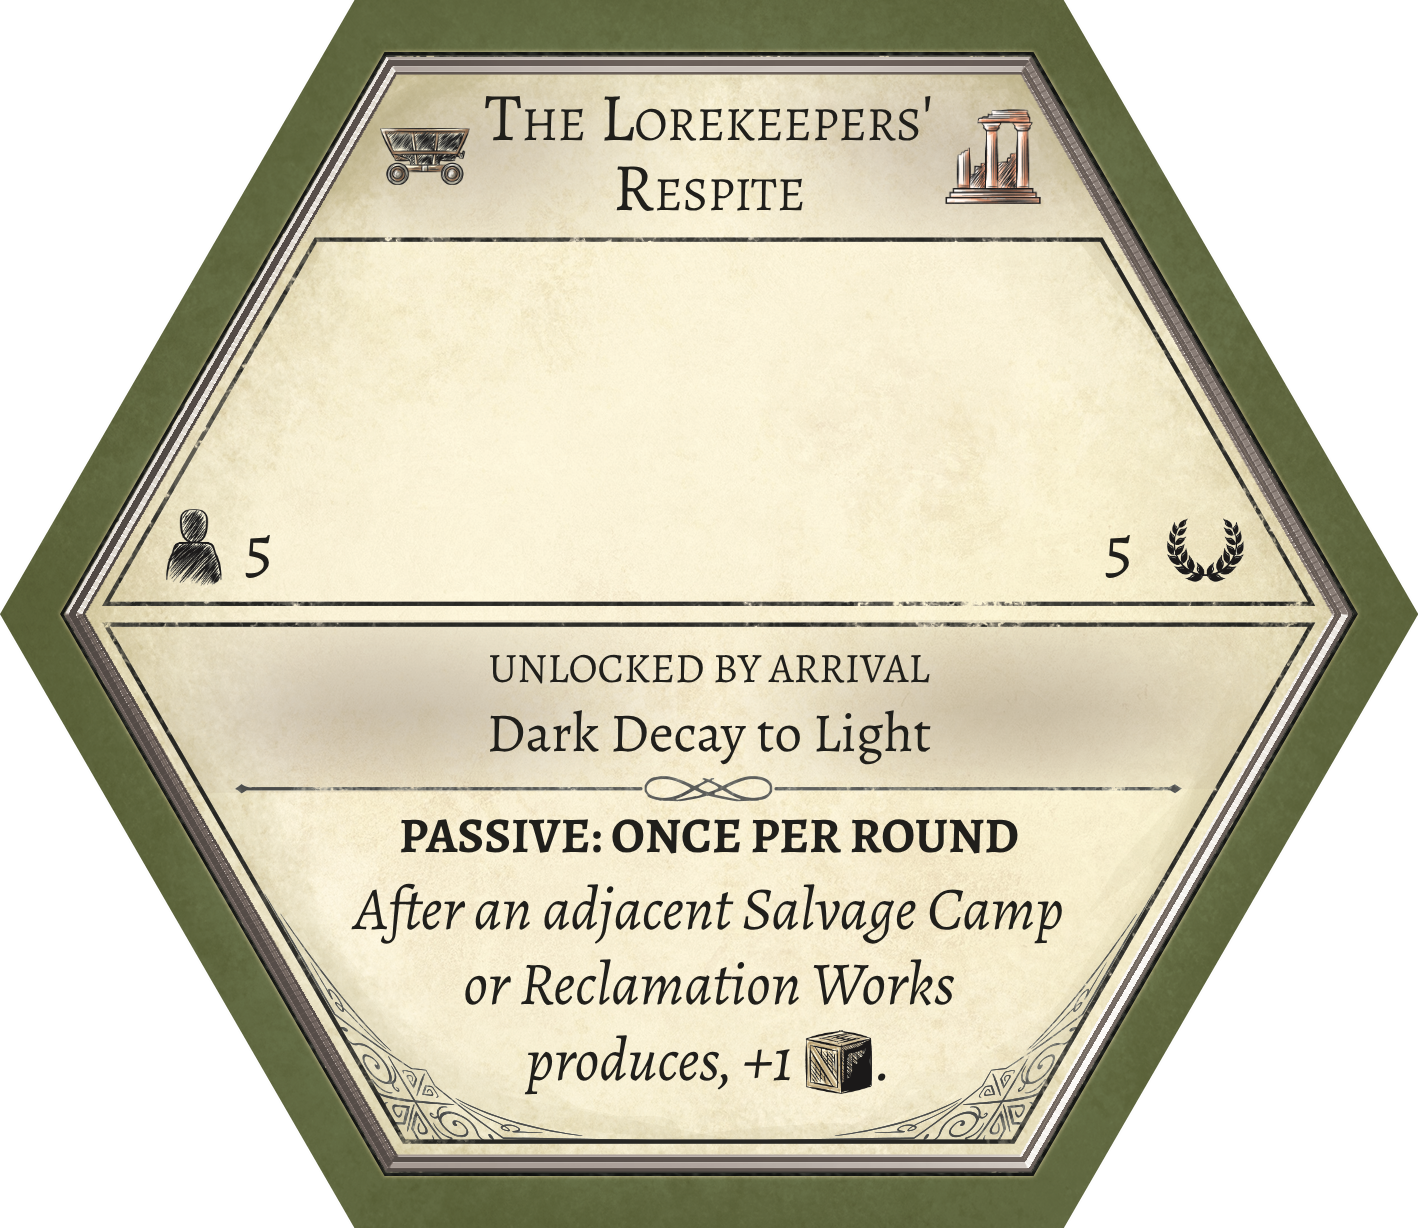 The Lorekeepers'
Respite
5
5
UNLOCKED BY ARRIVAL
Dark Decay to Light
PASSIVE: ONCE PER ROUND
After an adjacent Salvage Camp
or Reclamation Works
produces, +1 .